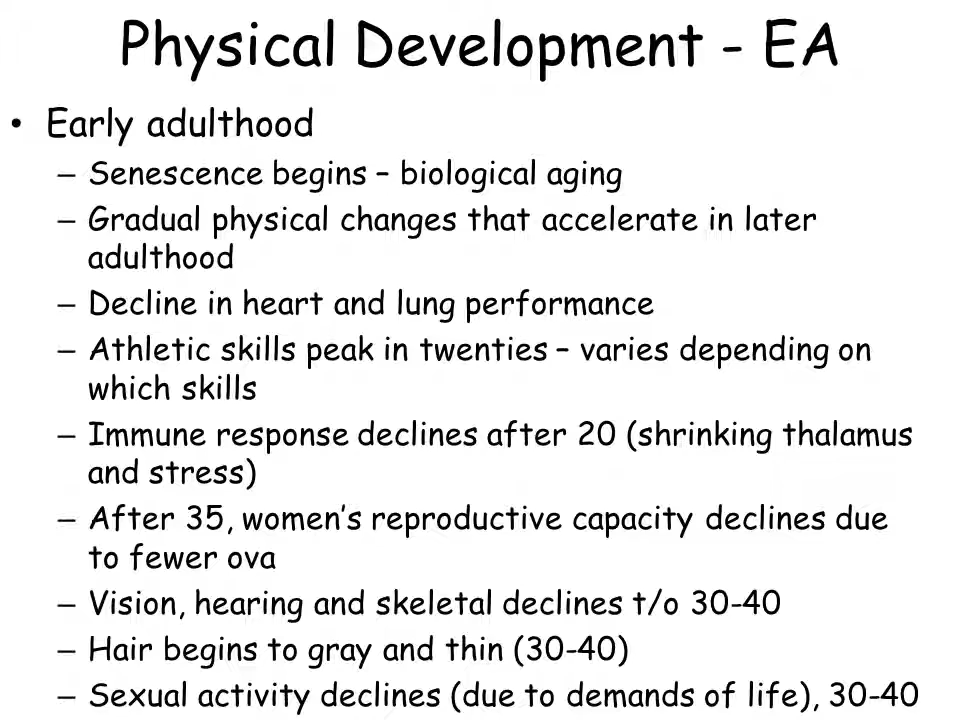 Physical Development - EA
• Early adulthood
– Senescence begins – biological aging
– Gradual physical changes that accelerate in later
adulthood
– Decline in heart and lung performance
– Athletic skills peak in twenties – varies depending on
which skills
– Immune response declines after 20 (shrinking thalamus
and stress)
– After 35, women's reproductive capacity declines due
to fewer ova
– Vision, hearing and skeletal declines t/o 30-40
– Hair begins to gray and thin (30-40)
– Sexual activity declines (due to demands of life), 30-40